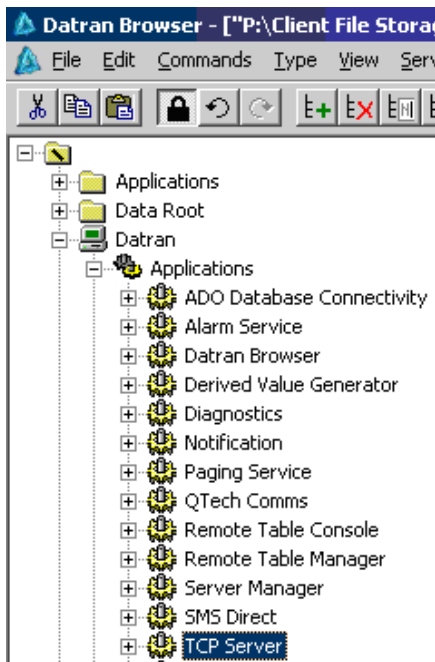 Datran Browser - ["P:\Client File Storag
File Edit Commands Type View Serv
Applications
Data Root
Datran
Applications
ADO Database Connectivity
Alarm Service
Datran Browser
Derived Value Generator
Diagnostics
Notification
Paging Service
QTech Comms
Remote Table Console
Remote Table Manager
Server Manager
SMS Direct
TCP Server